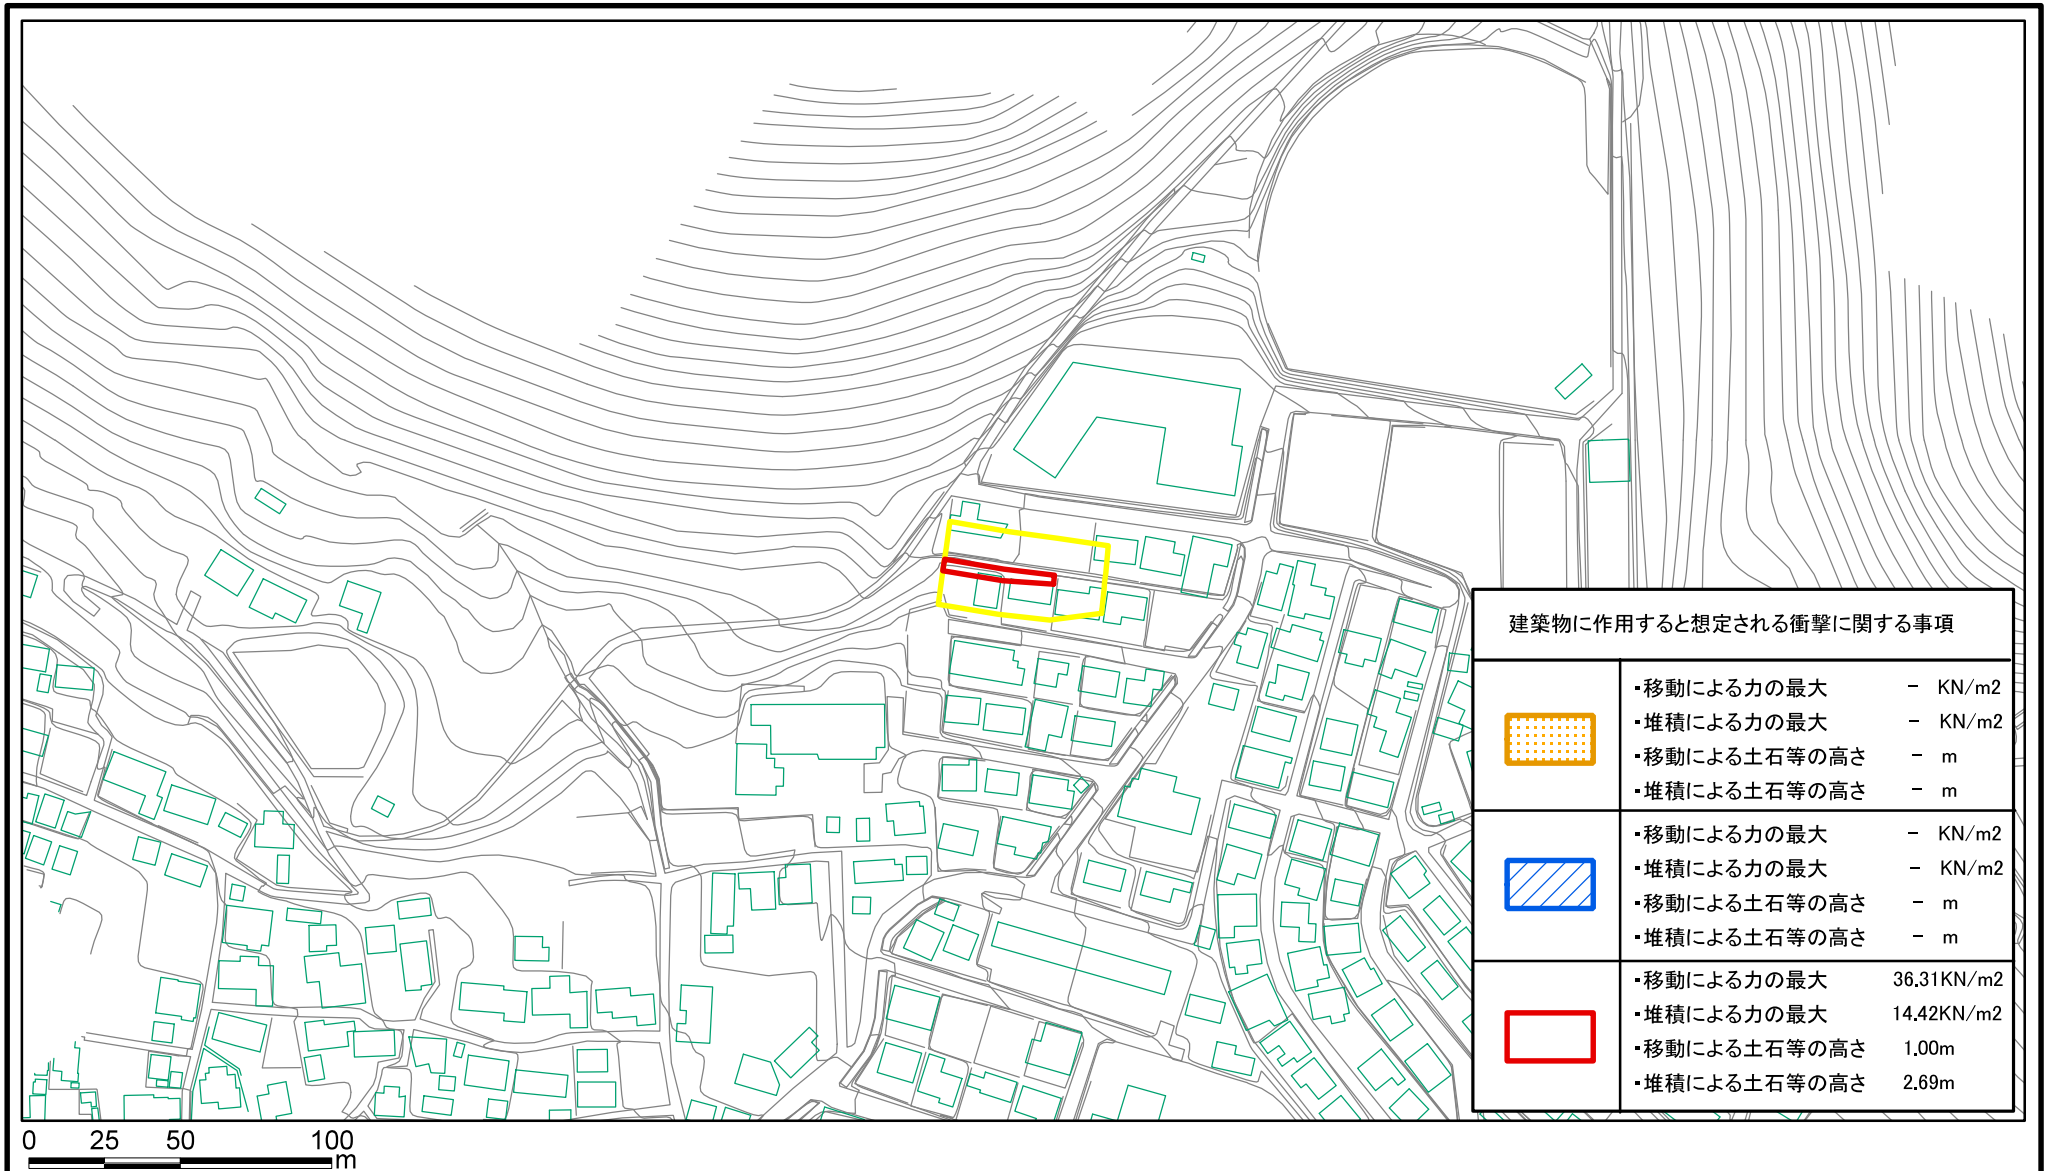 建築物に作用すると想定される衝撃に関する事項
・移動による力の最大 － KN/m2
・堆積による力の最大 － KN/m2
・移動による土石等の高さ － m
・堆積による土石等の高さ － m
・移動による力の最大 － KN/m2
・堆積による力の最大 － KN/m2
・移動による土石等の高さ － m
・堆積による土石等の高さ － m
・移動による力の最大 36.31KN/m2
・堆積による力の最大 14.42KN/m2
・移動による土石等の高さ 1.00m
・堆積による土石等の高さ 2.69m
0 25 50 100
m